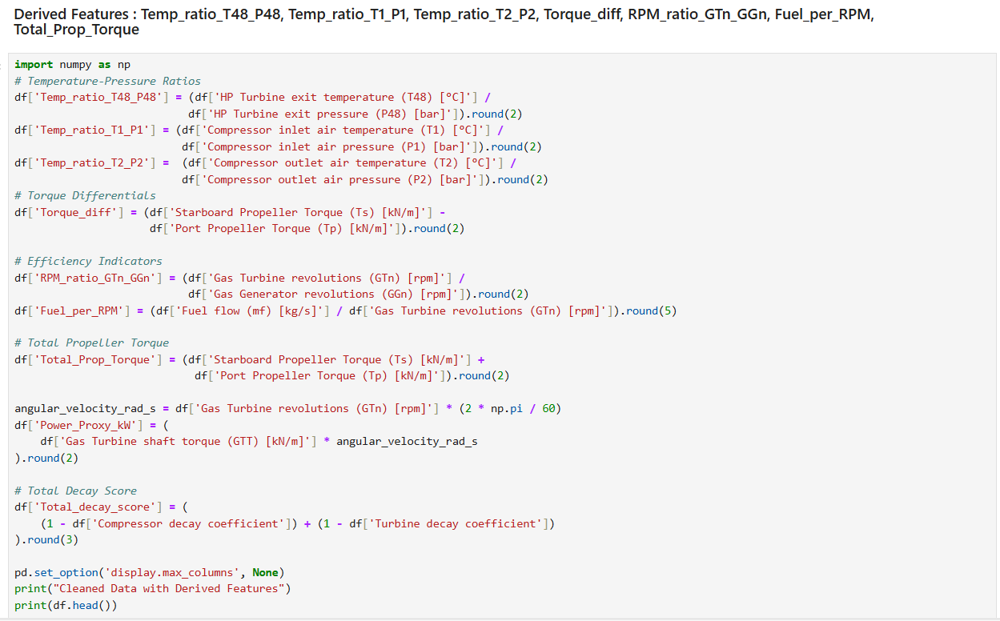 Derived Features : Temp_ratio_T48_P48, Temp_ratio_T1_P1, Temp_ratio_T2_P2, Torque_diff, RPM_ratio_GTn_GGn, Fuel_per_RPM,
Total_Prop_Torque
import numpy as np
# Temperature-Pressure Ratios
df['Temp_ratio_T48_P48'] = (df['HP Turbine exit temperature (T48) [ºC]'] /
                           df['HP Turbine exit pressure (P48) [bar]']).round(2)
df['Temp_ratio_T1_P1'] = (df['Compressor inlet air temperature (T1) [ºC]'] /
                          df['Compressor inlet air pressure (P1) [bar]']).round(2)
df['Temp_ratio_T2_P2'] =  (df['Compressor outlet air temperature (T2) [ºC]'] /
                          df['Compressor outlet air pressure (P2) [bar]']).round(2)
# Torque Differentials
df['Torque_diff'] = (df['Starboard Propeller Torque (Ts) [kN/m]'] -
                     df['Port Propeller Torque (Tp) [kN/m]']).round(2)
# Efficiency Indicators
df['RPM_ratio_GTn_GGn'] = (df['Gas Turbine revolutions (GTn) [rpm]'] /
                           df['Gas Generator revolutions (GGn) [rpm]']).round(2)
df['Fuel_per_RPM'] = (df['Fuel flow (mf) [kg/s]'] / df['Gas Turbine revolutions (GTn) [rpm]']).round(5)
# Total Propeller Torque
df['Total_Prop_Torque'] = (df['Starboard Propeller Torque (Ts) [kN/m]'] +
                            df['Port Propeller Torque (Tp) [kN/m]']).round(2)
angular_velocity_rad_s = df['Gas Turbine revolutions (GTn) [rpm]'] * (2 * np.pi / 60)
df['Power_Proxy_kW'] = (
    df['Gas Turbine shaft torque (GTT) [kN/m]'] * angular_velocity_rad_s
).round(2)
# Total Decay Score
df['Total_decay_score'] = (
    (1 - df['Compressor decay coefficient']) + (1 - df['Turbine decay coefficient'])
).round(3)
pd.set_option('display.max_columns', None)
print("Cleaned Data with Derived Features")
print(df.head())